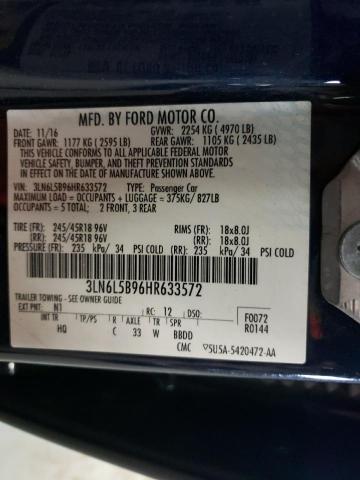 MFD. BY FORD MOTOR CO.
DATE: 11/16 GVWR: 2254 KG ( 4970 LB)
FRONT GAWR: 1177 KG ( 2595 LB) REAR GAWR: 1105 KG ( 2435 LB)
THIS VEHICLE CONFORMS TO ALL APPLICABLE FEDERAL MOTOR
VEHICLE SAFETY, BUMPER, AND THEFT PREVENTION STANDARDS
IN EFFECT ON THE DATE OF MANUFACTURE SHOWN ABOVE.
VIN: 3LN6L5B96HR633572 TYPE: Passenger Car
MAXIMUM LOAD = OCCUPANTS + LUGGAGE = 375KG/ 827LB
OCCUPANTS = 5 TOTAL: 2 FRONT, 3 REAR
TIRE (FR): 245/45R18 96V RIMS (FR): 18x8.0J
(RR): 245/45R18 96V (RR): 18x8.0J
PRESSURE (FR): 235 kPa/ 34 PSI COLD (RR): 235 kPa/ 34 PSI COLD
3LN6L5B96HR633572
TRAILER TOWING - SEE OWNER GUIDE
EXT PNT: N1 RC: 12 DSO: F0072
INT TR TP/PS R AXLE TR SPR R0144
HQ C 33 W BBDD
CMC 5USA-5420472-AA